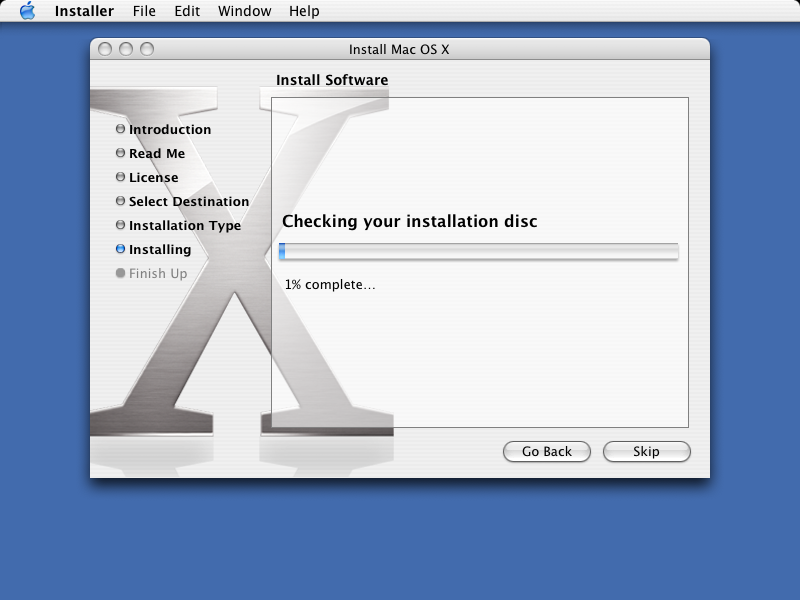 Installer File Edit Window Help
Install Mac OS X
Install Software
Introduction
Read Me
License
Select Destination
Installation Type
Installing
Finish Up
Checking your installation disc
1% complete...
Go Back Skip